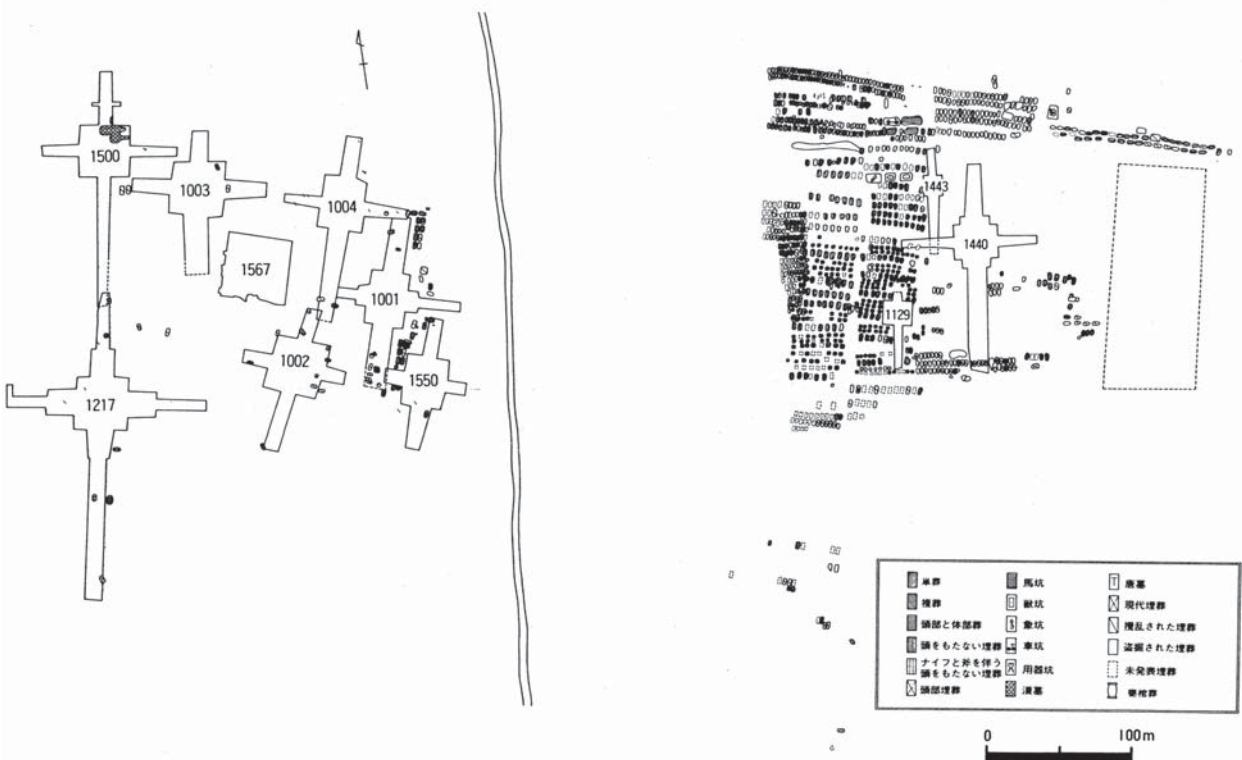 1500
1003
1004
1567
1001
1002
1550
1217
1443
1440
1129
単葬
複葬
頭部と体部葬
頭をもたない埋葬
ナイフと斧を伴う
頭をもたない埋葬
頭部埋葬
馬坑
獣坑
象坑
車坑
用器坑
漢墓
唐墓
現代埋葬
攪乱された埋葬
盗掘された埋葬
未発表埋葬
甕棺葬
0 100m